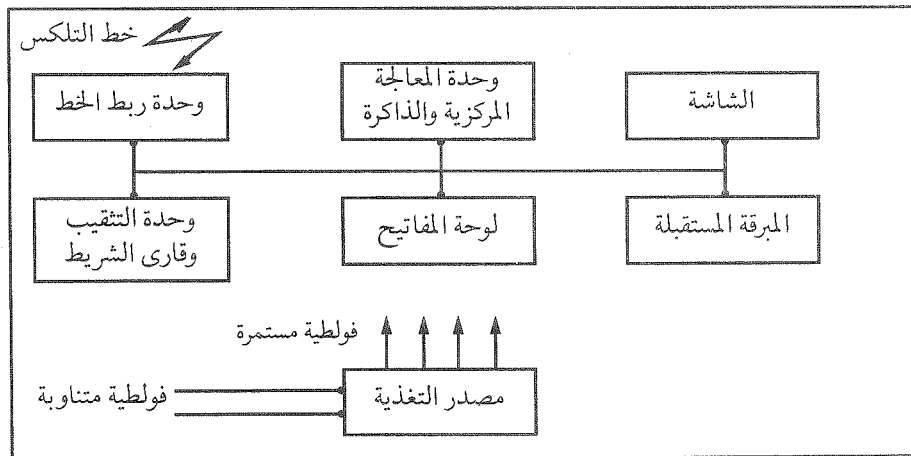 خط التلكس
الشاشة
وحدة المعالجة
المركزية والذاكرة
وحدة ربط الخط
المبرقة المستقبلة
لوحة المفاتيح
وحدة التثقيب
وقارى الشريط
فولطية مستمرة
مصدر التغذية
فولطية متناوبة